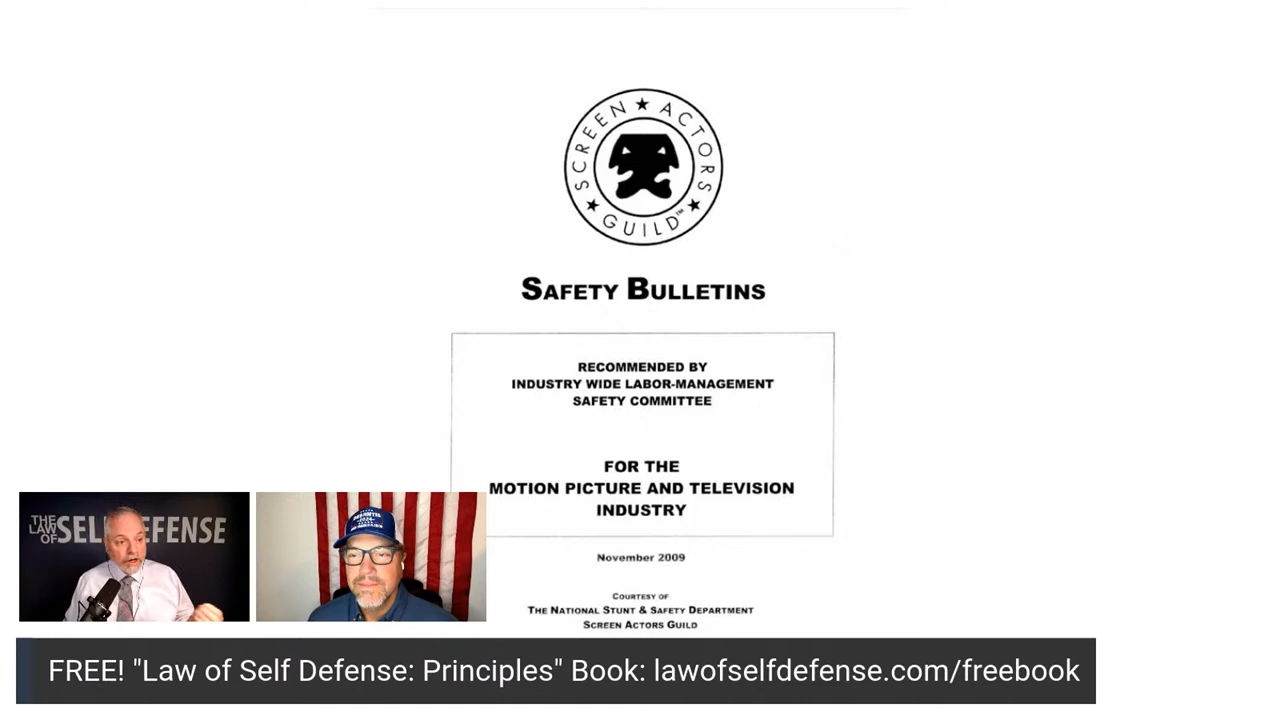 SCREEN ★ ACTORS ★ GUILD™ ★
SAFETY BULLETINS
RECOMMENDED BY
INDUSTRY WIDE LABOR-MANAGEMENT
SAFETY COMMITTEE
FOR THE
MOTION PICTURE AND TELEVISION
INDUSTRY
November 2009
COURTESY OF
THE NATIONAL STUNT & SAFETY DEPARTMENT
SCREEN ACTORS GUILD
THE LAW OF SELF DEFENSE
2024
FREE! "Law of Self Defense: Principles" Book: lawofselfdefense.com/freebook